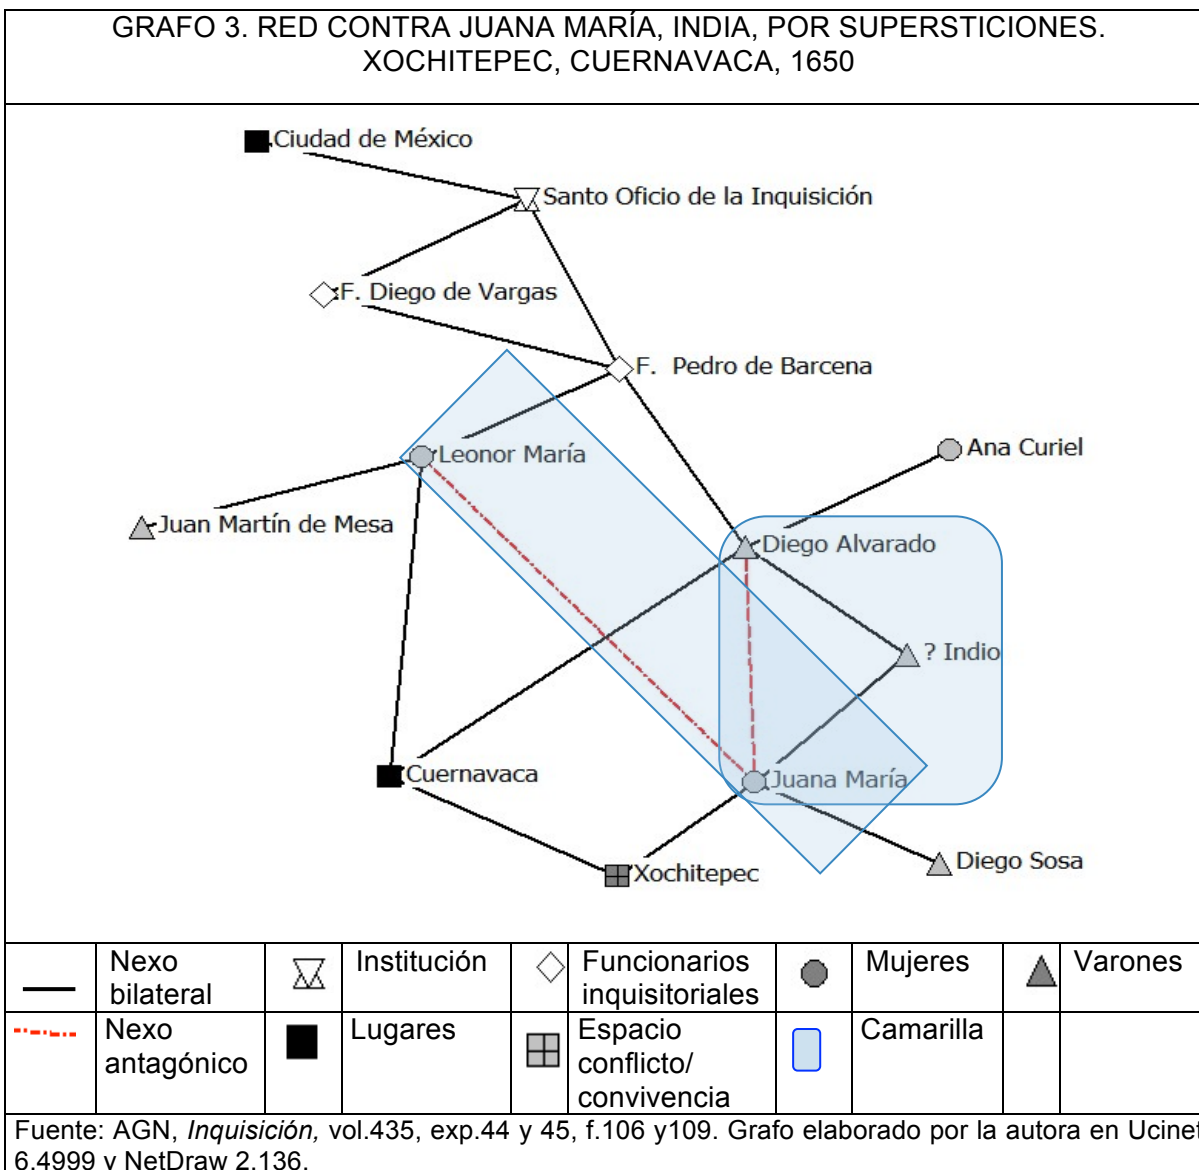 GRAFO 3. RED CONTRA JUANA MARÍA, INDIA, POR SUPERSTICIONES.
XOCHITEPEC, CUERNAVACA, 1650
Ciudad de México
Santo Oficio de la Inquisición
F. Diego de Vargas
F. Pedro de Barcena
Ana Curiel
Leonor María
Juan Martín de Mesa
Diego Alvarado
? Indio
Cuernavaca
Juana María
Diego Sosa
Xochitepec
Nexo
bilateral
Institución
Funcionarios
inquisitoriales
Mujeres
Varones
Nexo
antagónico
Lugares
Espacio
conflicto/
convivencia
Camarilla
Fuente: AGN, Inquisición, vol.435, exp.44 y 45, f.106 y109. Grafo elaborado por la autora en Ucinet
6.4999 y NetDraw 2.136.